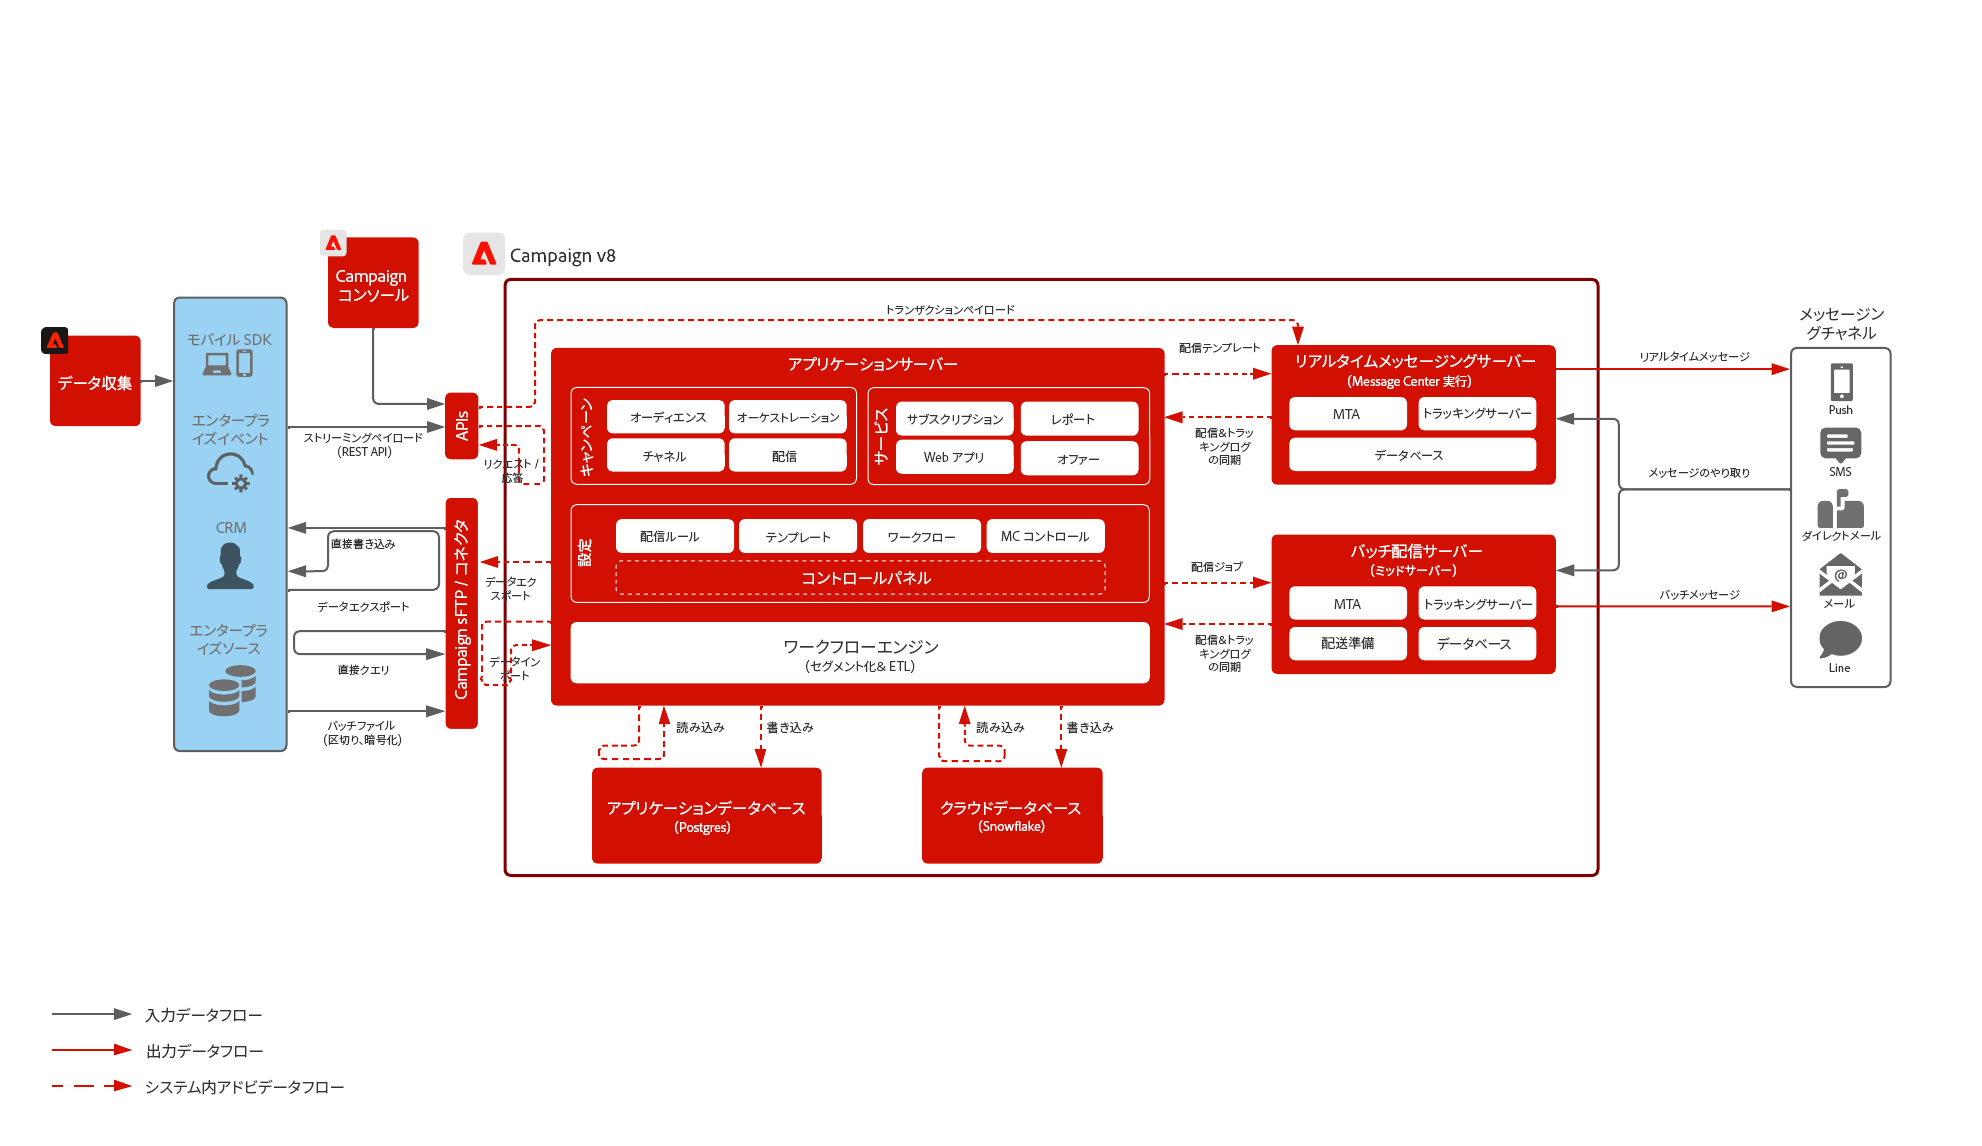 Campaign v8
Campaign
コンソール
データ収集
モバイル SDK
エンタープラ
イズイベント
CRM
エンタープラ
イズソース
ストリーミングペイロード
(REST API)
直接書き込み
データエクスポート
直接クエリ
バッチファイル
(区切り、暗号化)
APIs
Campaign sFTP / コネクタ
リクエスト /
応答
データエク
スポート
データイン
ポート
トランザクションペイロード
アプリケーションサーバー
キャンペーン
オーディエンス
オーケストレーション
チャネル
配信
サービス
サブスクリプション
レポート
Web アプリ
オファー
設定
配信ルール
テンプレート
ワークフロー
MC コントロール
コントロールパネル
ワークフローエンジン
(セグメント化& ETL)
読み込み
書き込み
読み込み
書き込み
アプリケーションデータベース
(Postgres)
クラウドデータベース
(Snowflake)
配信テンプレート
配信&トラッ
キングログ
の同期
配信ジョブ
配信&トラッ
キングログ
の同期
リアルタイムメッセージングサーバー
(Message Center 実行)
MTA
トラッキングサーバー
データベース
バッチ配信サーバー
(ミッドサーバー)
MTA
トラッキングサーバー
配送準備
データベース
リアルタイムメッセージ
メッセージのやり取り
バッチメッセージ
メッセージン
グチャネル
Push
SMS
ダイレクトメール
@
メール
Line
入力データフロー
出力データフロー
システム内アドビデータフロー